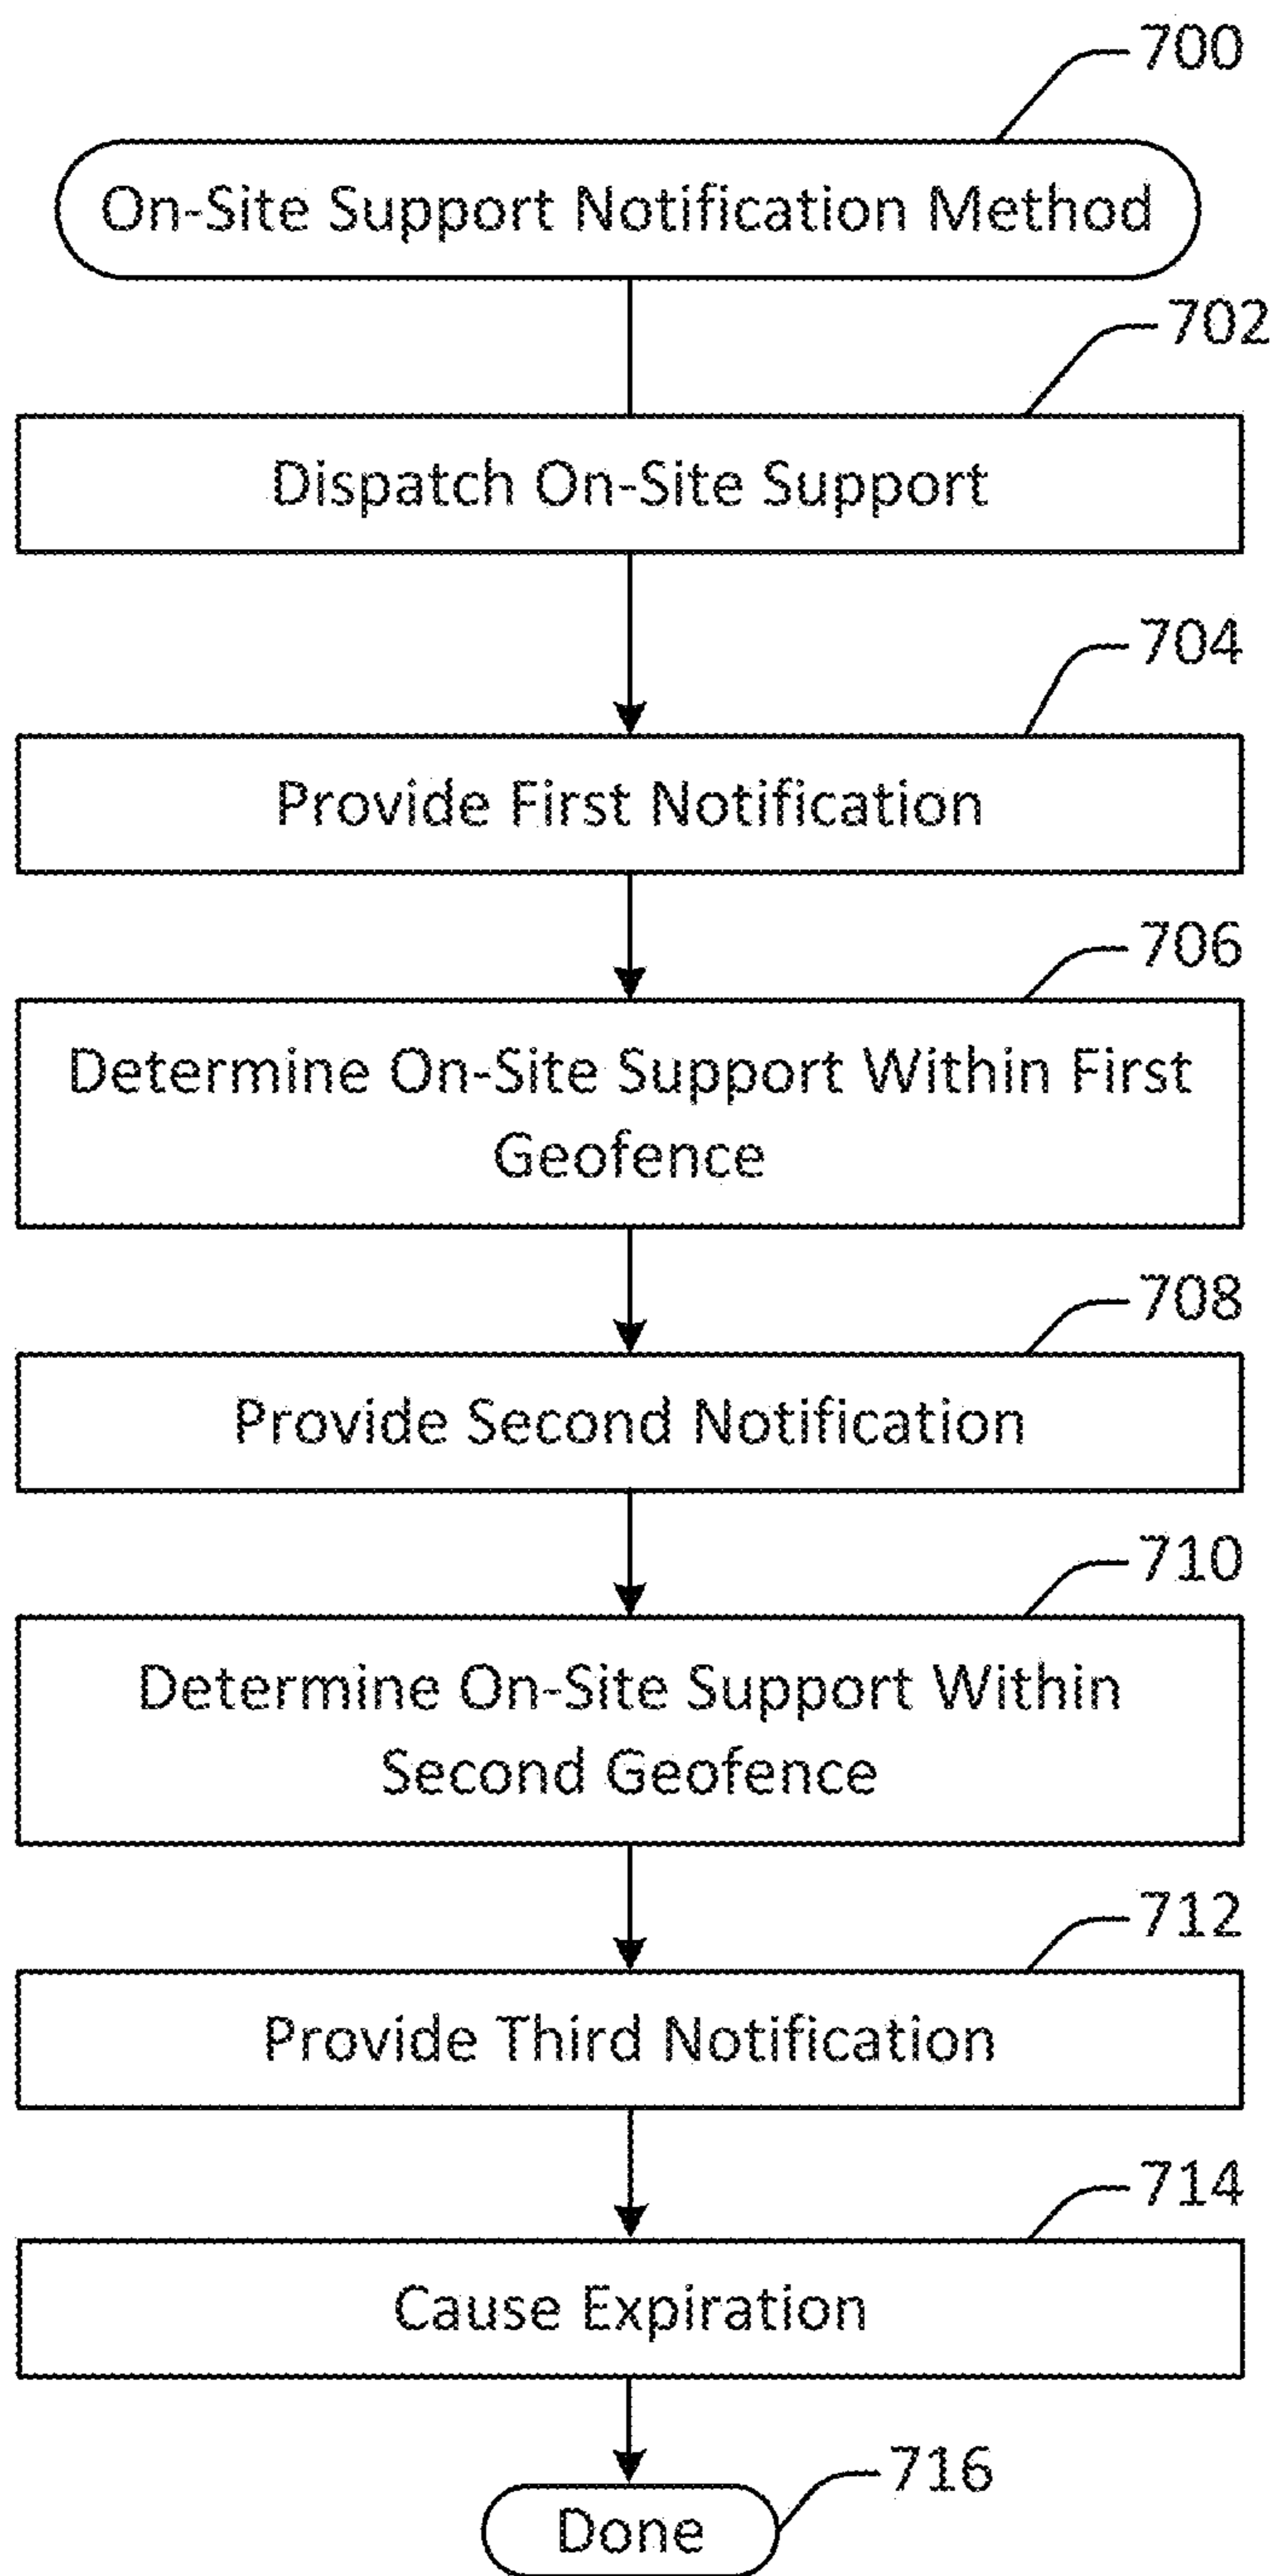 700
On-Site Support Notification Method
702
Dispatch On-Site Support
704
Provide First Notification
706
Determine On-Site Support Within First
Geofence
708
Provide Second Notification
710
Determine On-Site Support Within
Second Geofence
712
Provide Third Notification
714
Cause Expiration
716
Done